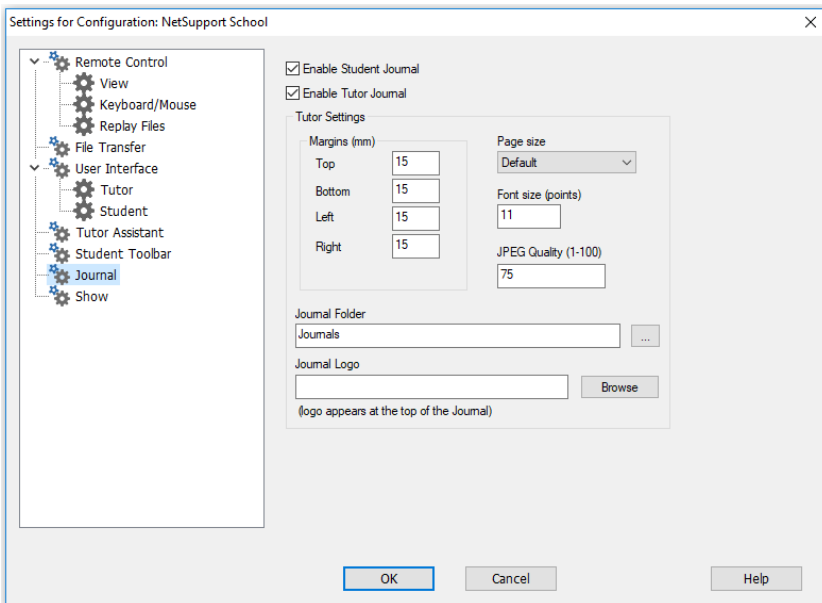 Settings for Configuration: NetSupport School
Remote Control
View
Keyboard/Mouse
Replay Files
File Transfer
User Interface
Tutor
Student
Tutor Assistant
Student Toolbar
Journal
Show
Enable Student Journal
Enable Tutor Journal
Tutor Settings
Margins (mm)
Top 15
Bottom 15
Left 15
Right 15
Page size
Default
Font size (points)
11
JPEG Quality (1-100)
75
Journal Folder
Journals ...
Journal Logo
Browse
(logo appears at the top of the Journal)
OK Cancel Help